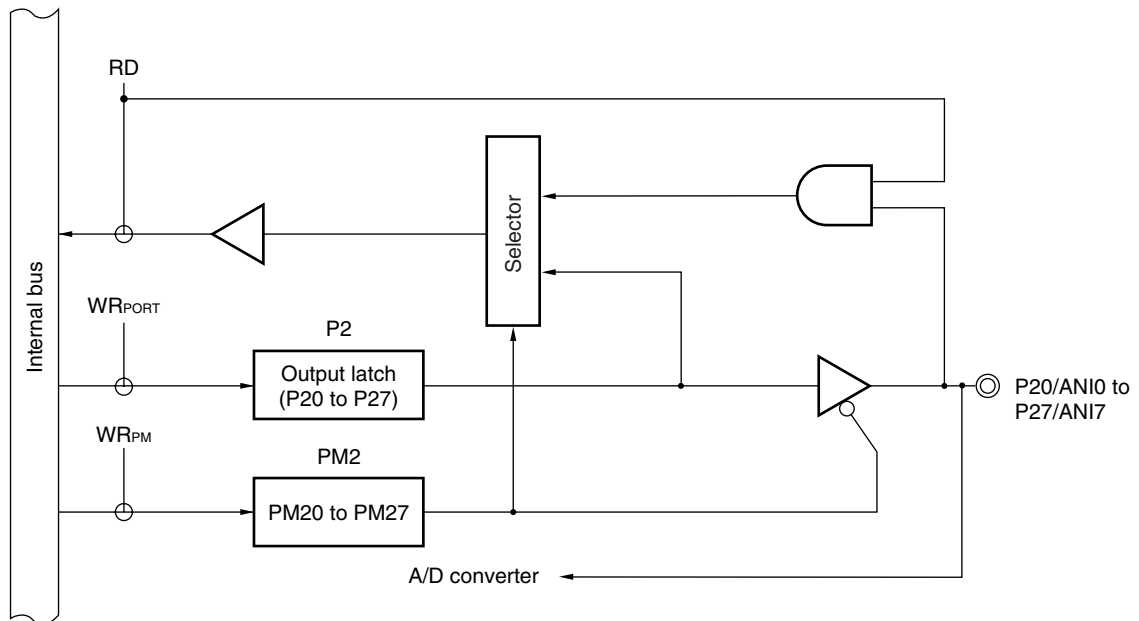 RD
Internal bus
Selector
WRPORT
P2
Output latch
(P20 to P27)
P20/ANI0 to
P27/ANI7
WRPM
PM2
PM20 to PM27
A/D converter